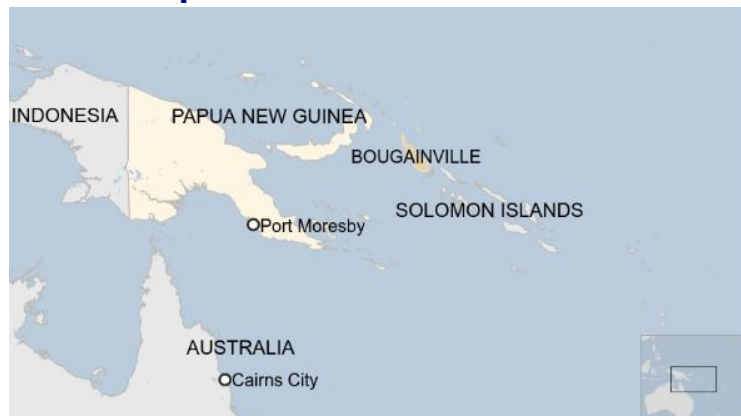 INDONESIA
PAPUA NEW GUINEA
BOUGAINVILLE
SOLOMON ISLANDS
Port Moresby
AUSTRALIA
Cairns City